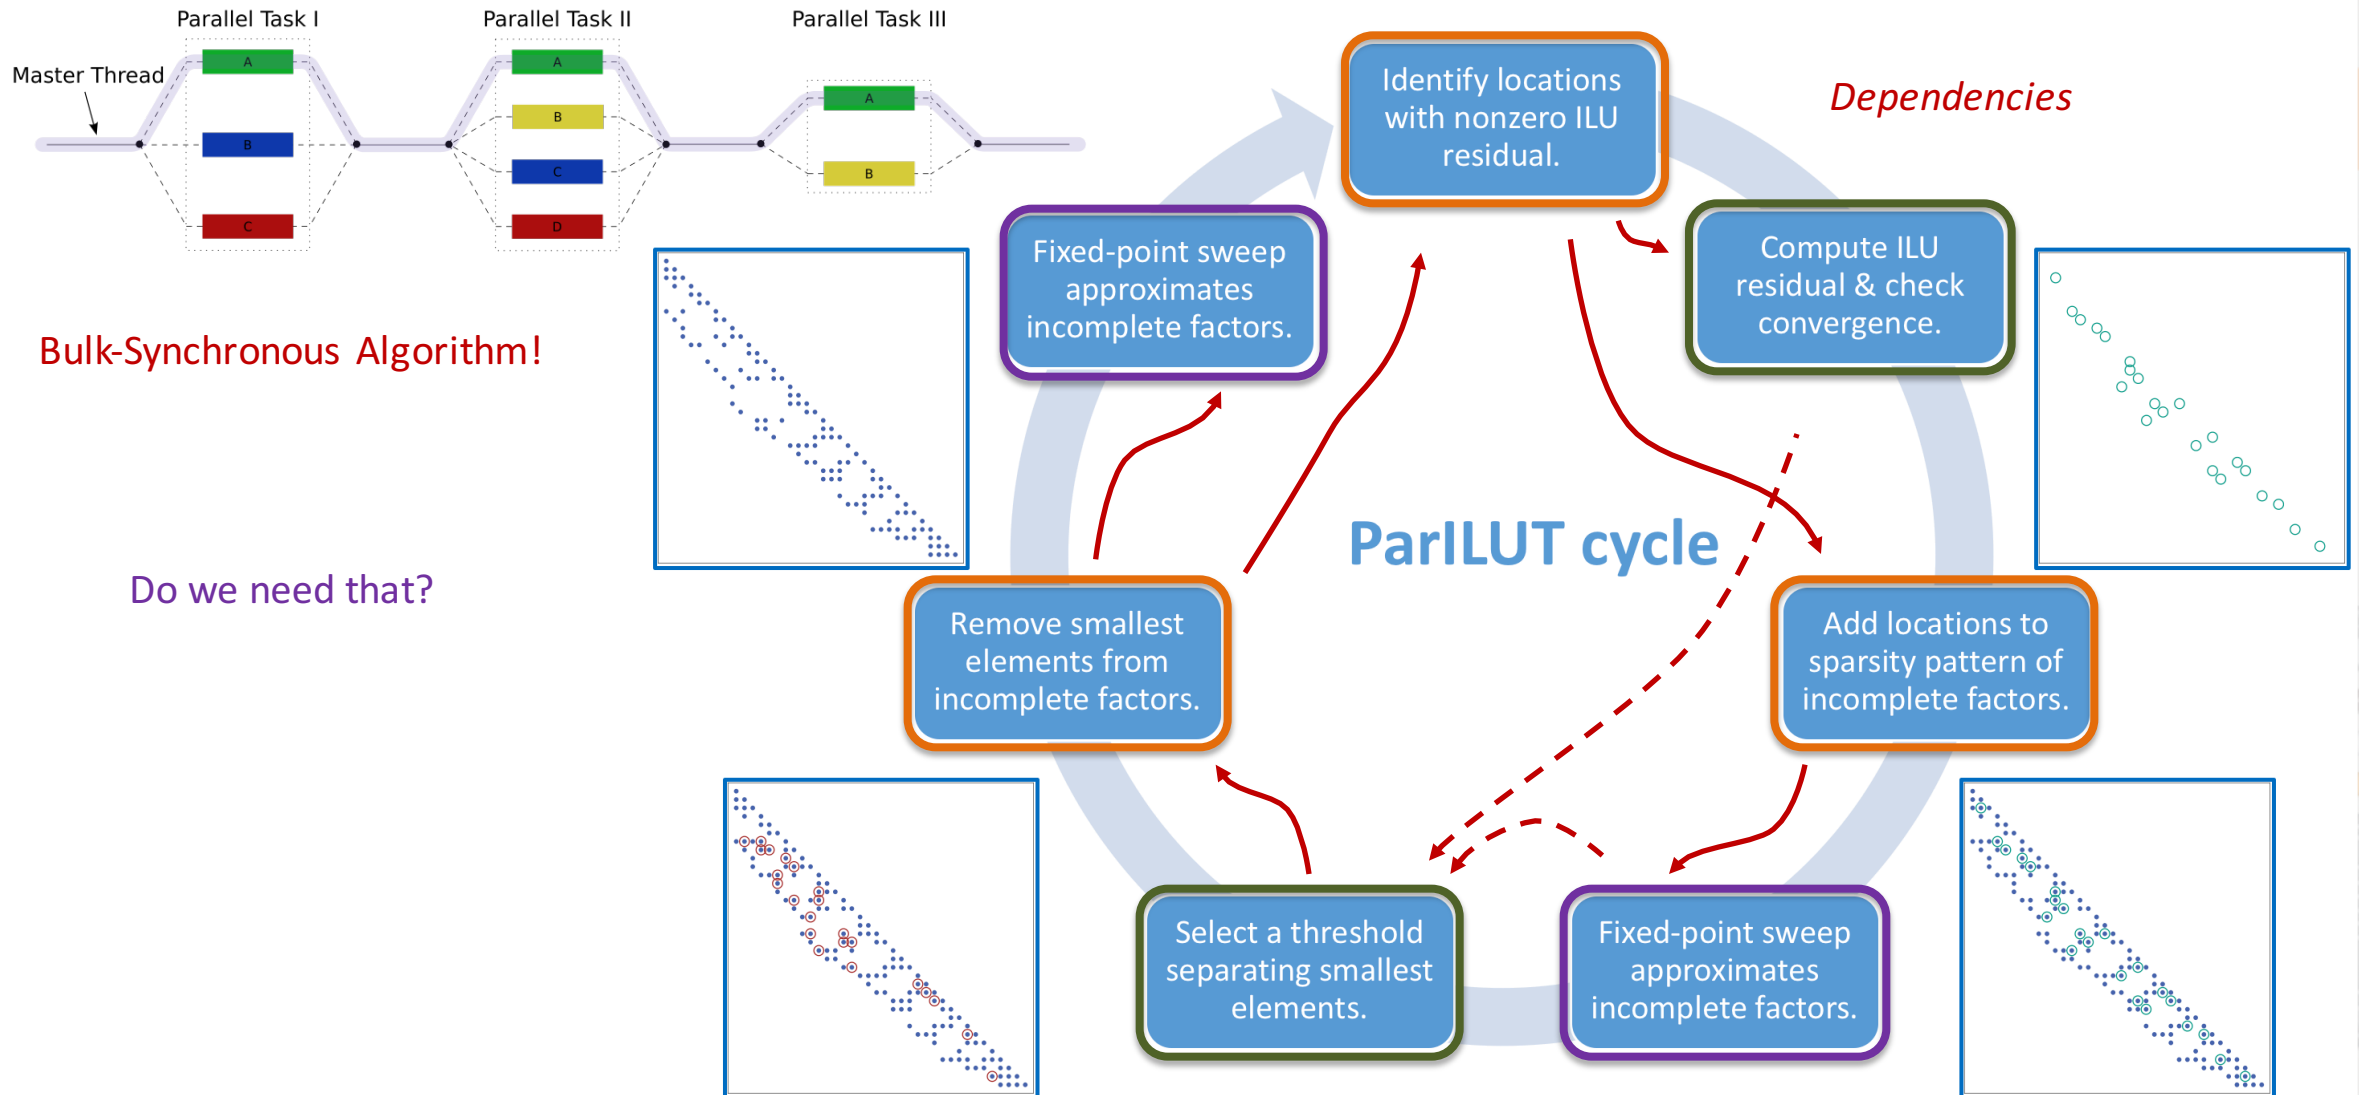 Parallel Task I
Parallel Task II
Parallel Task III
Master Thread
A
B
C
A
B
C
D
A
B
Bulk-Synchronous Algorithm!
Do we need that?
Dependencies
Identify locations
with nonzero ILU
residual.
Compute ILU
residual & check
convergence.
Add locations to
sparsity pattern of
incomplete factors.
Fixed-point sweep
approximates
incomplete factors.
Select a threshold
separating smallest
elements.
Remove smallest
elements from
incomplete factors.
Fixed-point sweep
approximates
incomplete factors.
ParILUT cycle